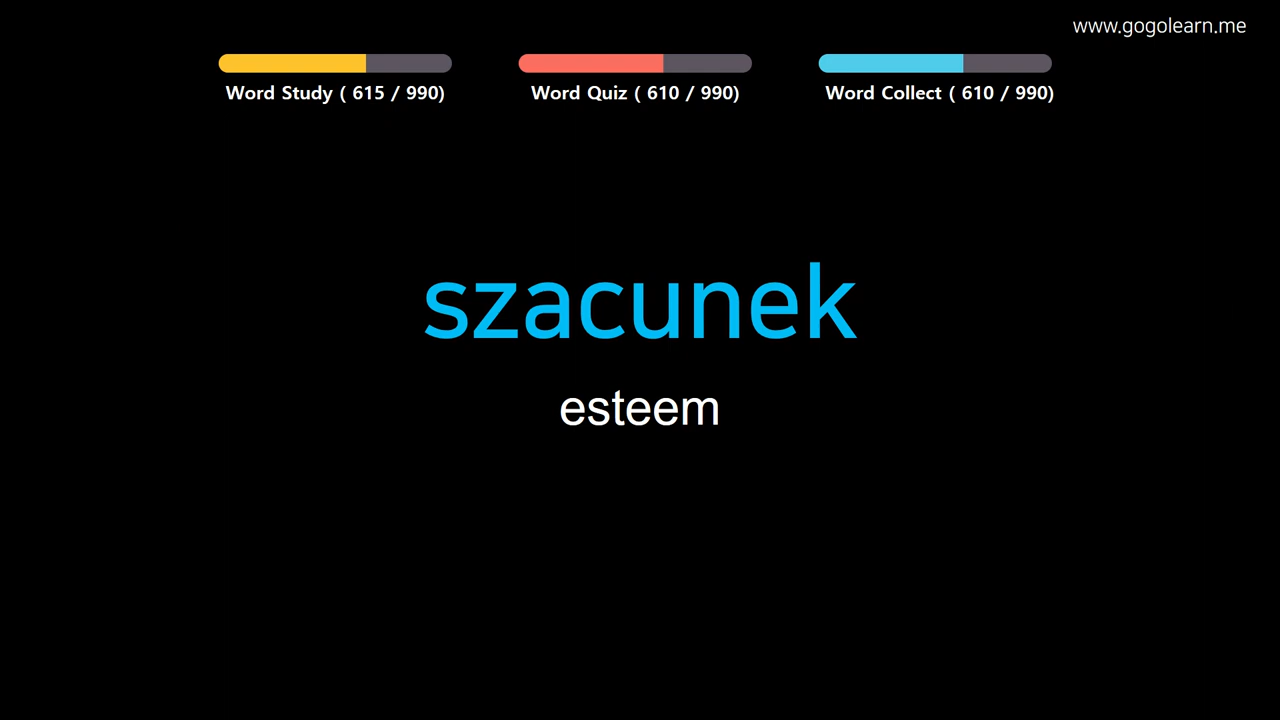 www.gogolearn.me
Word Study ( 615 / 990)
Word Quiz ( 610 / 990)
Word Collect ( 610 / 990)
szacunek
esteem